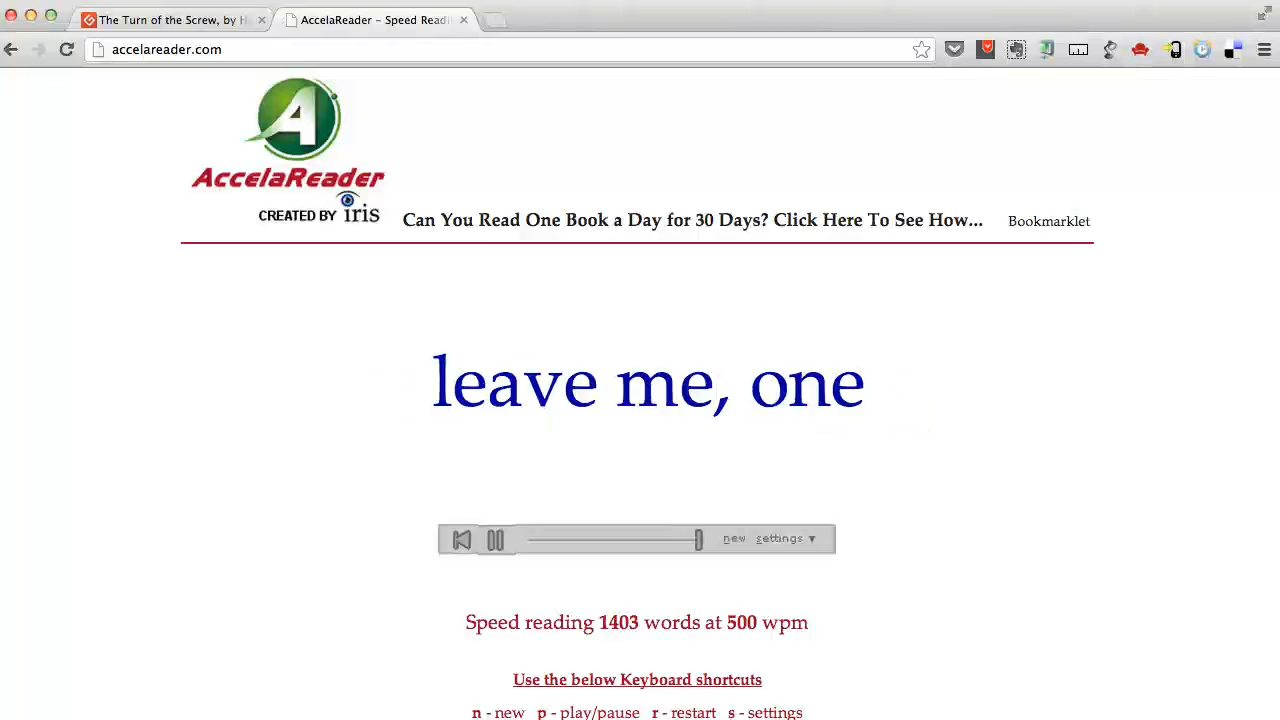 The Turn of the Screw, by H
AccelaReader – Speed Readi
accelareader.com
A
AccelaReader
CREATED BY iris
Can You Read One Book a Day for 30 Days? Click Here To See How...
Bookmarklet
leave me, one
new settings ▼
Speed reading 1403 words at 500 wpm
Use the below Keyboard shortcuts
n - new p - play/pause r - restart s - settings